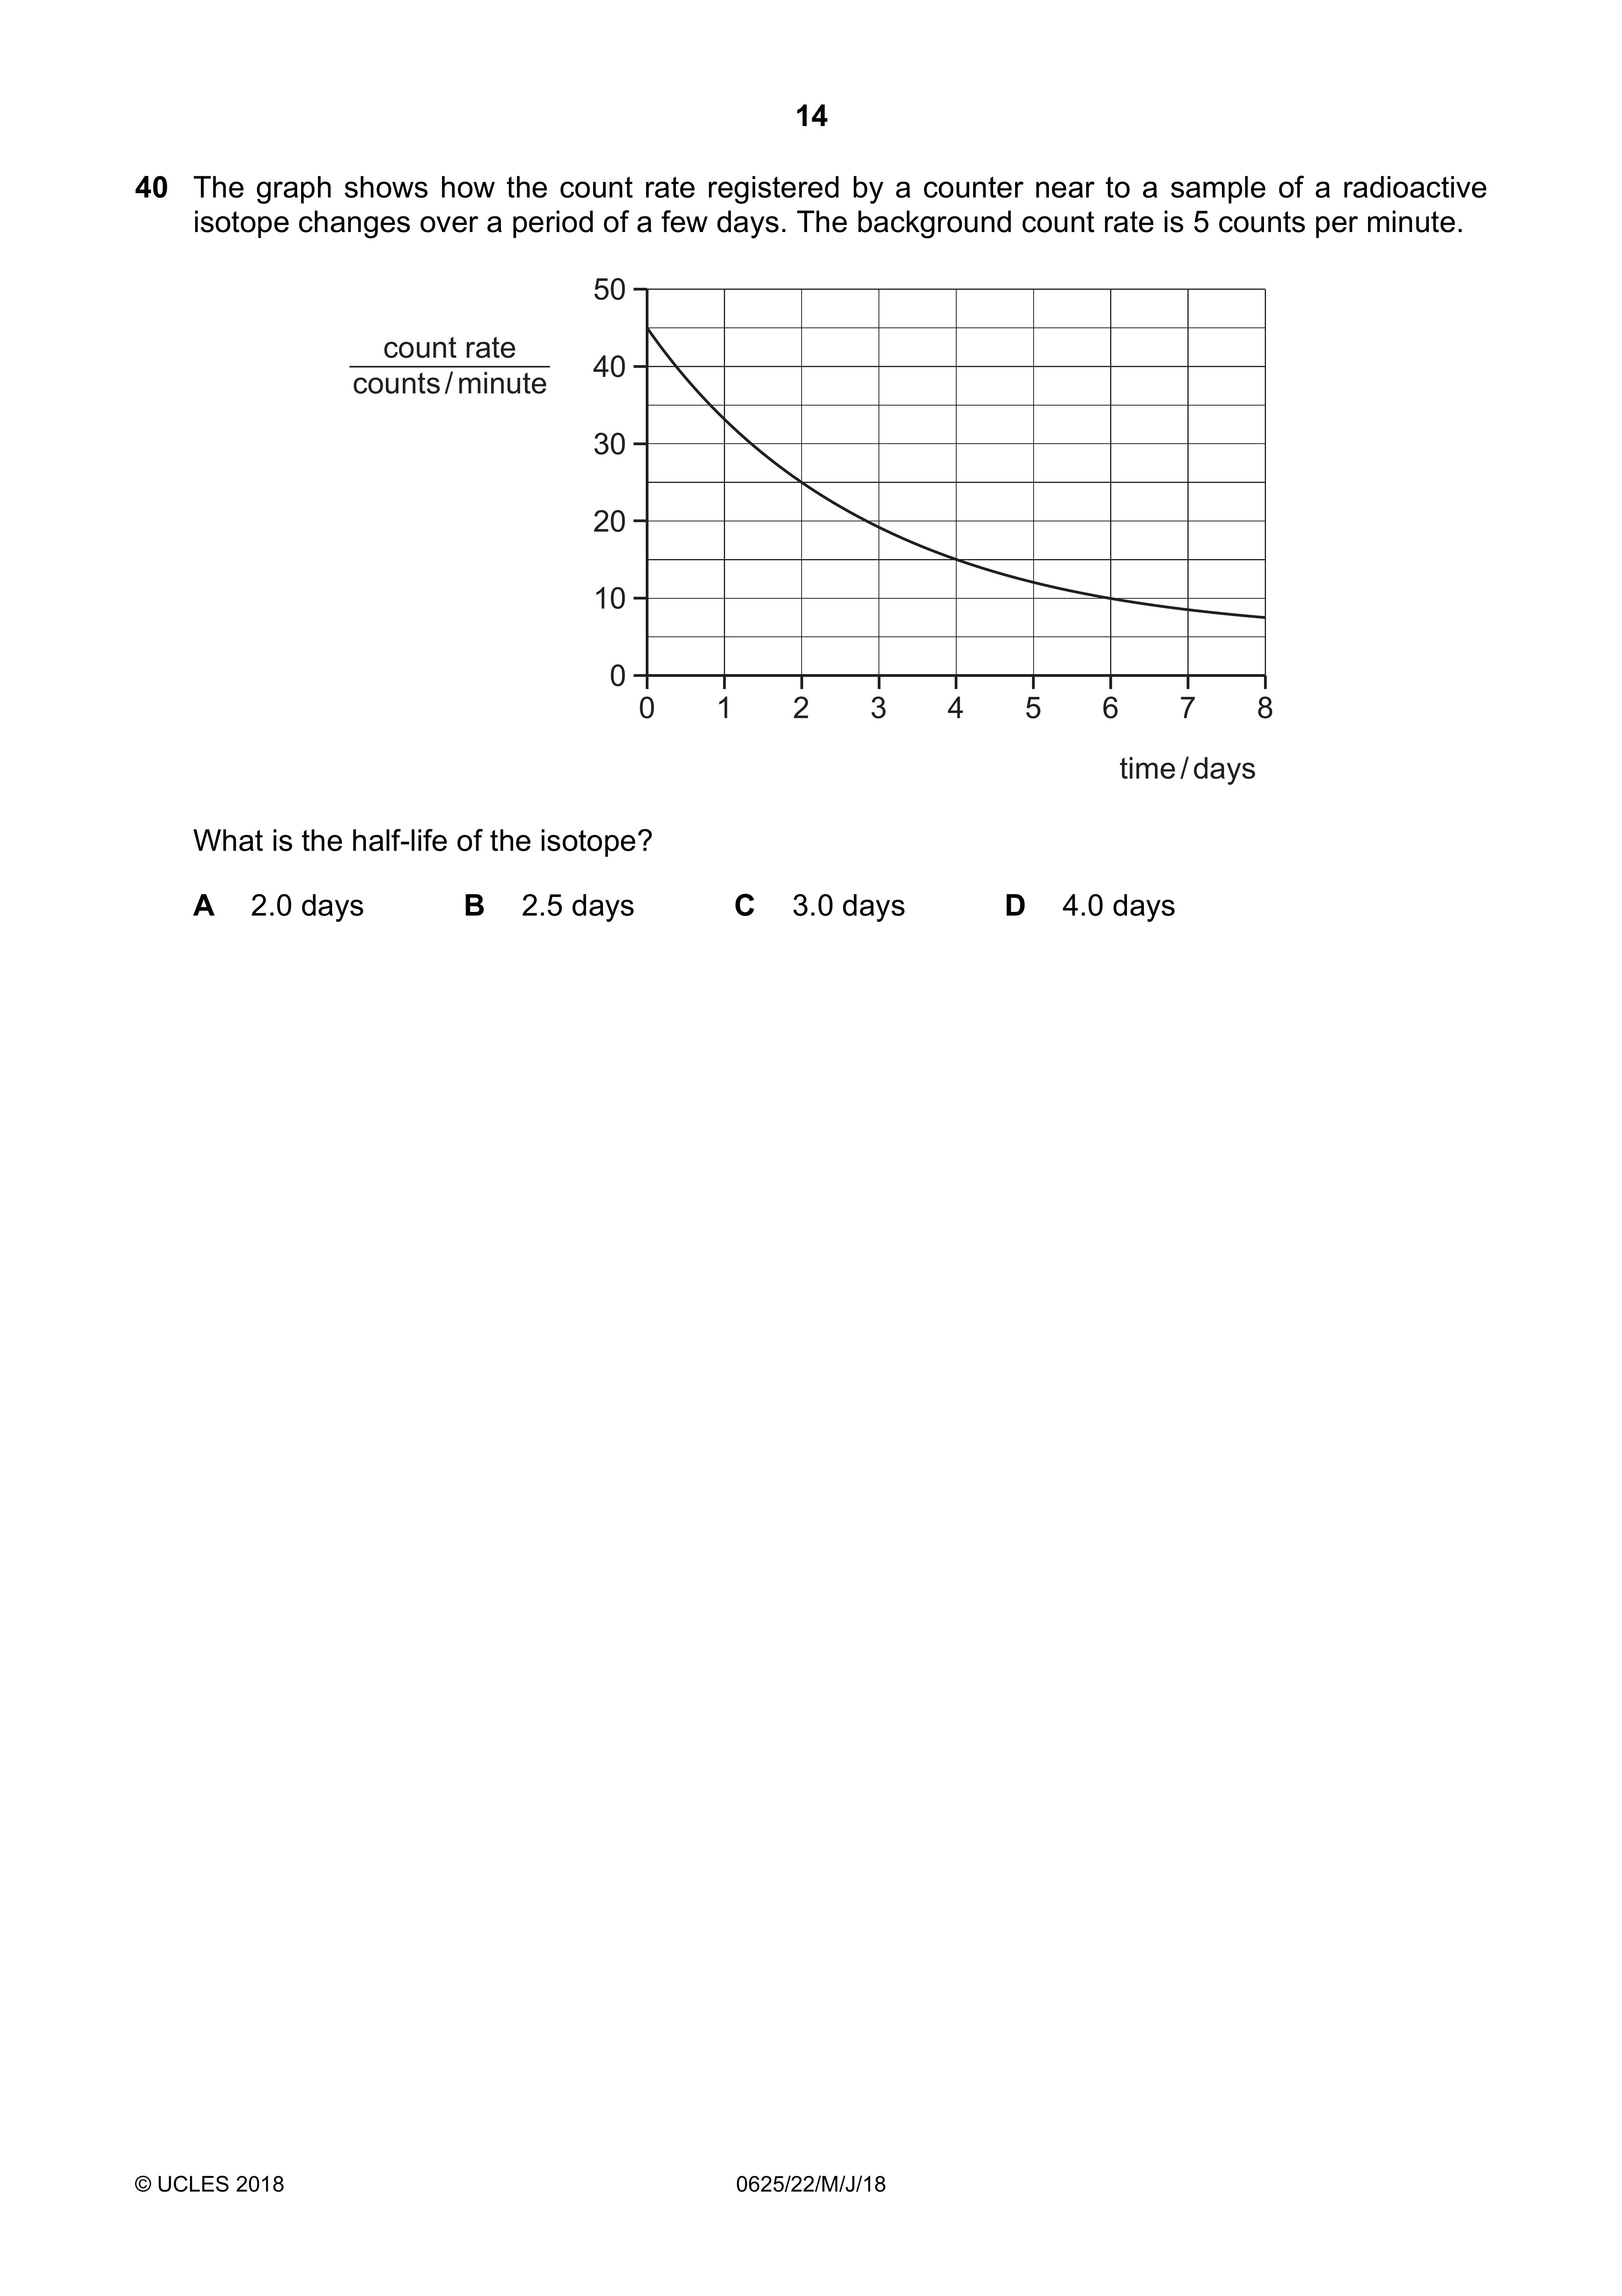 14
40 The graph shows how the count rate registered by a counter near to a sample of a radioactive
isotope changes over a period of a few days. The background count rate is 5 counts per minute.
50
count rate
counts / minute
40
30
20
10
0
0 1 2 3 4 5 6 7 8
time / days
What is the half-life of the isotope?
A 2.0 days B 2.5 days C 3.0 days D 4.0 days
© UCLES 2018 0625/22/M/J/18